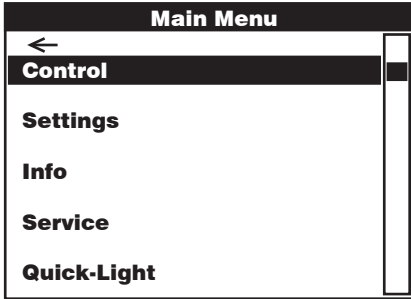 Main Menu
←
Control
Settings
Info
Service
Quick-Light